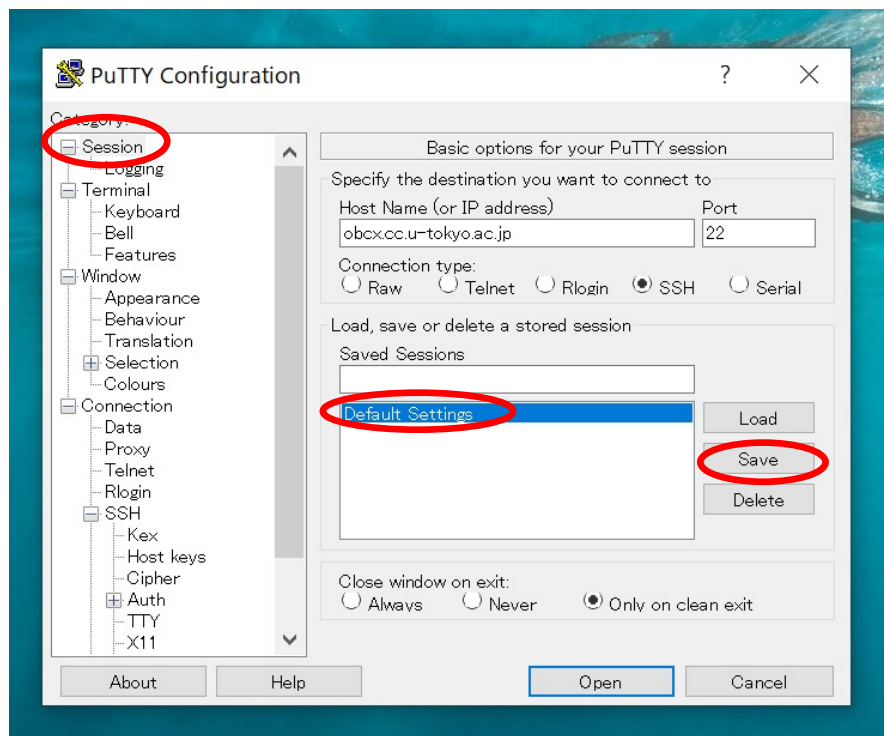 PuTTY Configuration
?
Category:
Session
Logging
Terminal
Keyboard
Bell
Features
Window
Appearance
Behaviour
Translation
Selection
Colours
Connection
Data
Proxy
Telnet
Rlogin
SSH
Kex
Host keys
Cipher
Auth
TTY
X11
Basic options for your PuTTY session
Specify the destination you want to connect to
Host Name (or IP address) Port
obcx.cc.u-tokyo.ac.jp 22
Connection type:
Raw Telnet Rlogin SSH Serial
Load, save or delete a stored session
Saved Sessions
Default Settings
Load
Save
Delete
Close window on exit:
Always Never Only on clean exit
About Help Open Cancel